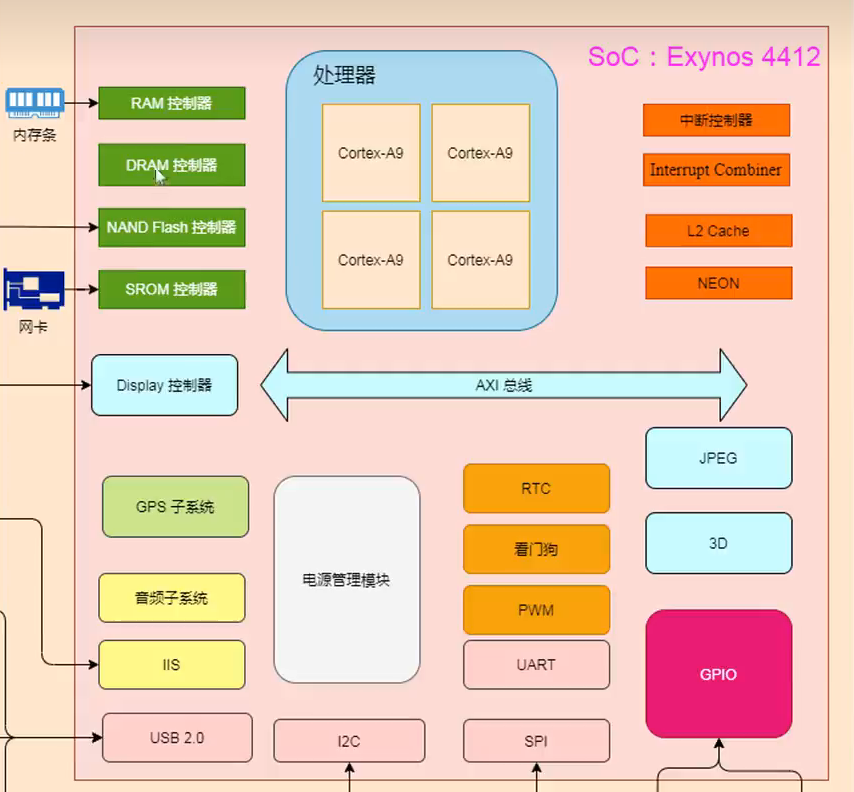 SoC：Exynos 4412
处理器
RAM 控制器
内存条
DRAM 控制器
NAND Flash 控制器
SROM 控制器
网卡
Cortex-A9
Cortex-A9
Cortex-A9
Cortex-A9
中断控制器
Interrupt Combiner
L2 Cache
NEON
Display 控制器
AXI 总线
JPEG
3D
GPS 子系统
音频子系统
IIS
USB 2.0
电源管理模块
I2C
RTC
看门狗
PWM
UART
SPI
GPIO